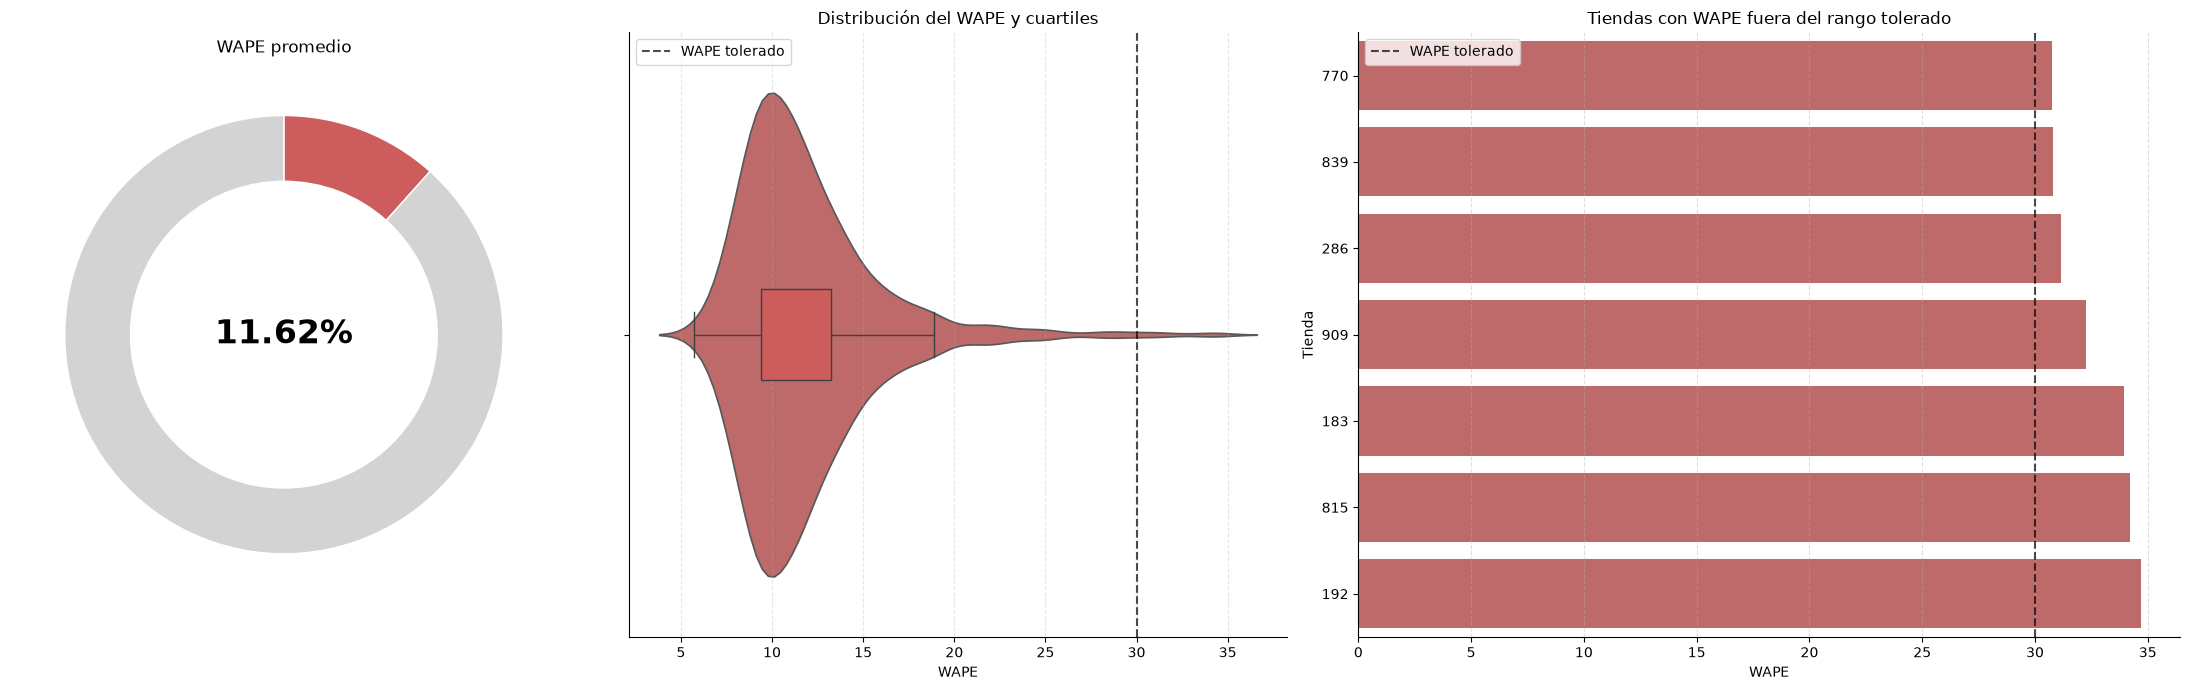 WAPE promedio
11.62%
Distribución del WAPE y cuartiles
WAPE tolerado
5 10 15 20 25 30 35
WAPE
Tiendas con WAPE fuera del rango tolerado
WAPE tolerado
Tienda
770
839
286
909
183
815
192
0 5 10 15 20 25 30 35
WAPE